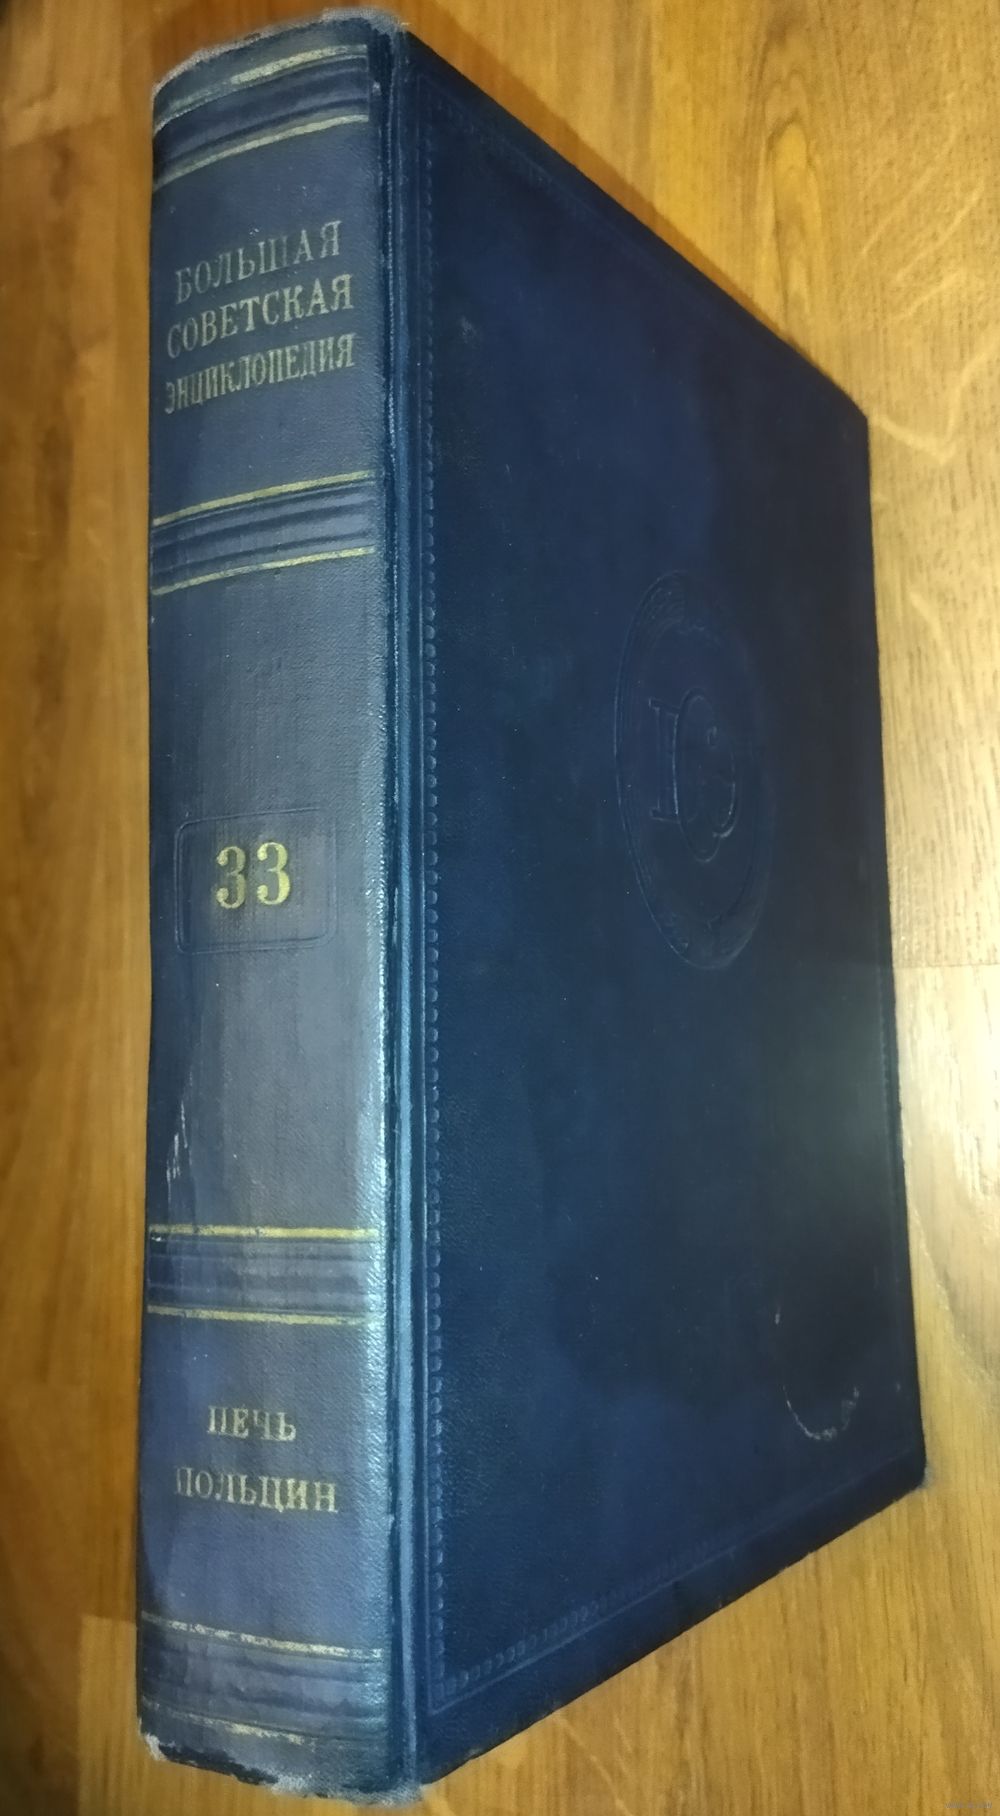 БОЛЬШАЯ
СОВЕТСКАЯ
ЭНЦИКЛОПЕДИЯ
33
ПЕЧЬ
ПОЛЬЦИН